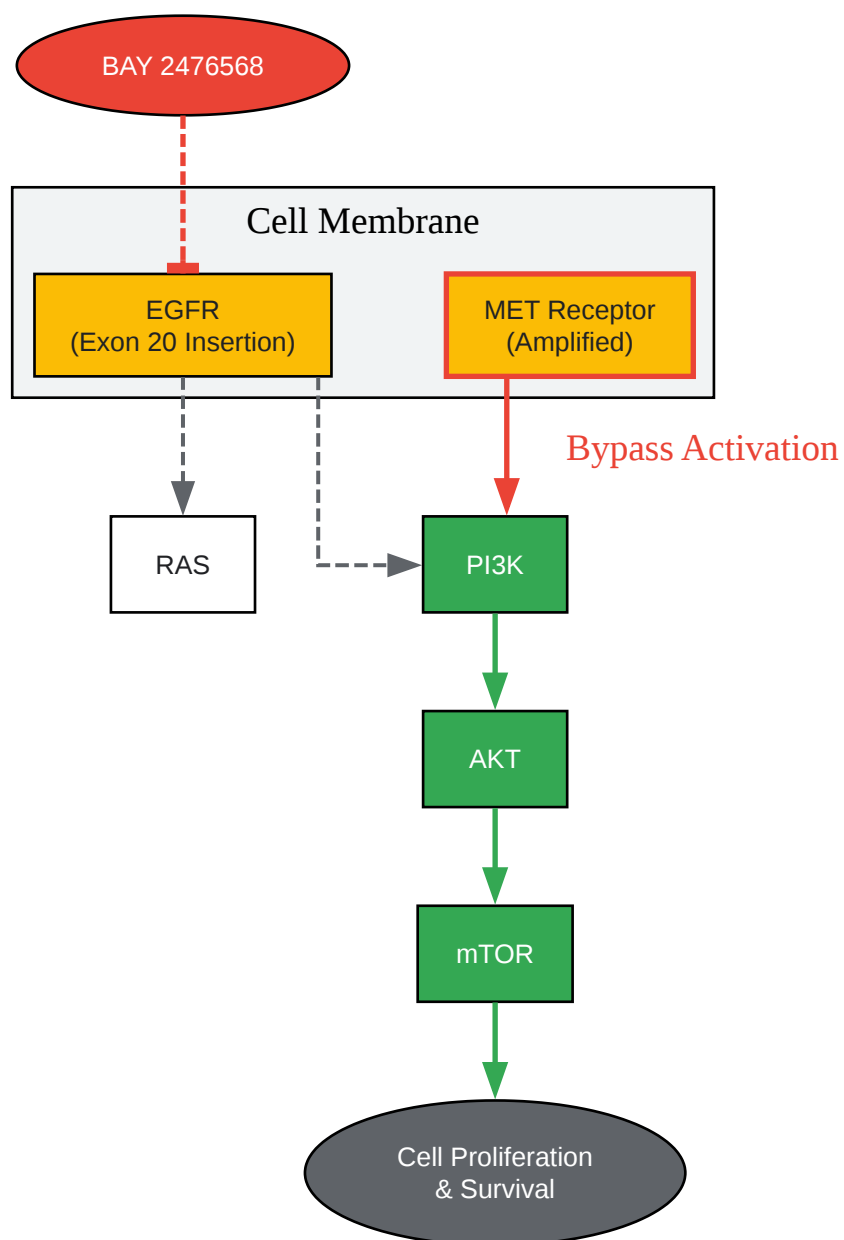 BAY 2476568
Cell Membrane
EGFR
(Exon 20 Insertion)
MET Receptor
(Amplified)
Bypass Activation
RAS
PI3K
AKT
mTOR
Cell Proliferation
& Survival